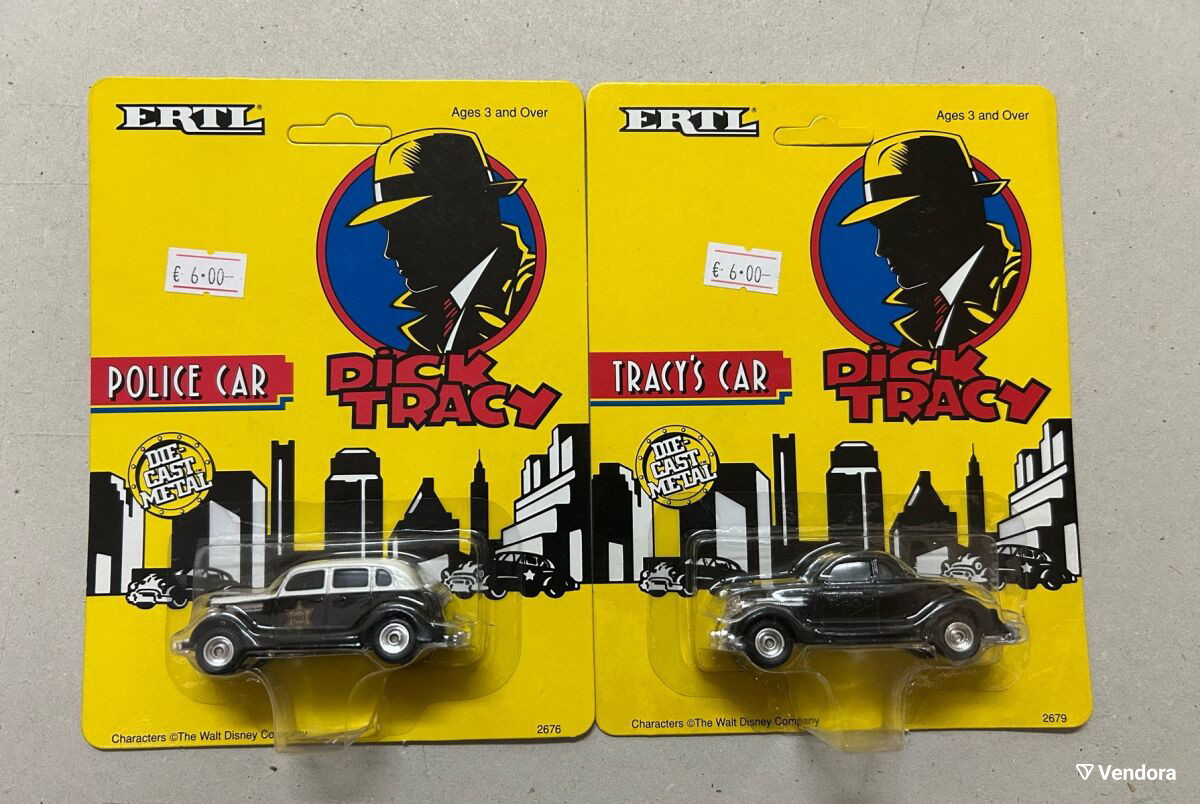 ERTL®
Ages 3 and Over
€ 6.00-
POLICE CAR
DICK
TRACY
DIE-
CAST
METAL
Characters ©The Walt Disney Company
2676
ERTL®
Ages 3 and Over
€ 6.00-
TRACY'S CAR
DICK
TRACY
DIE-
CAST
METAL
Characters ©The Walt Disney Company
2679
Vendora